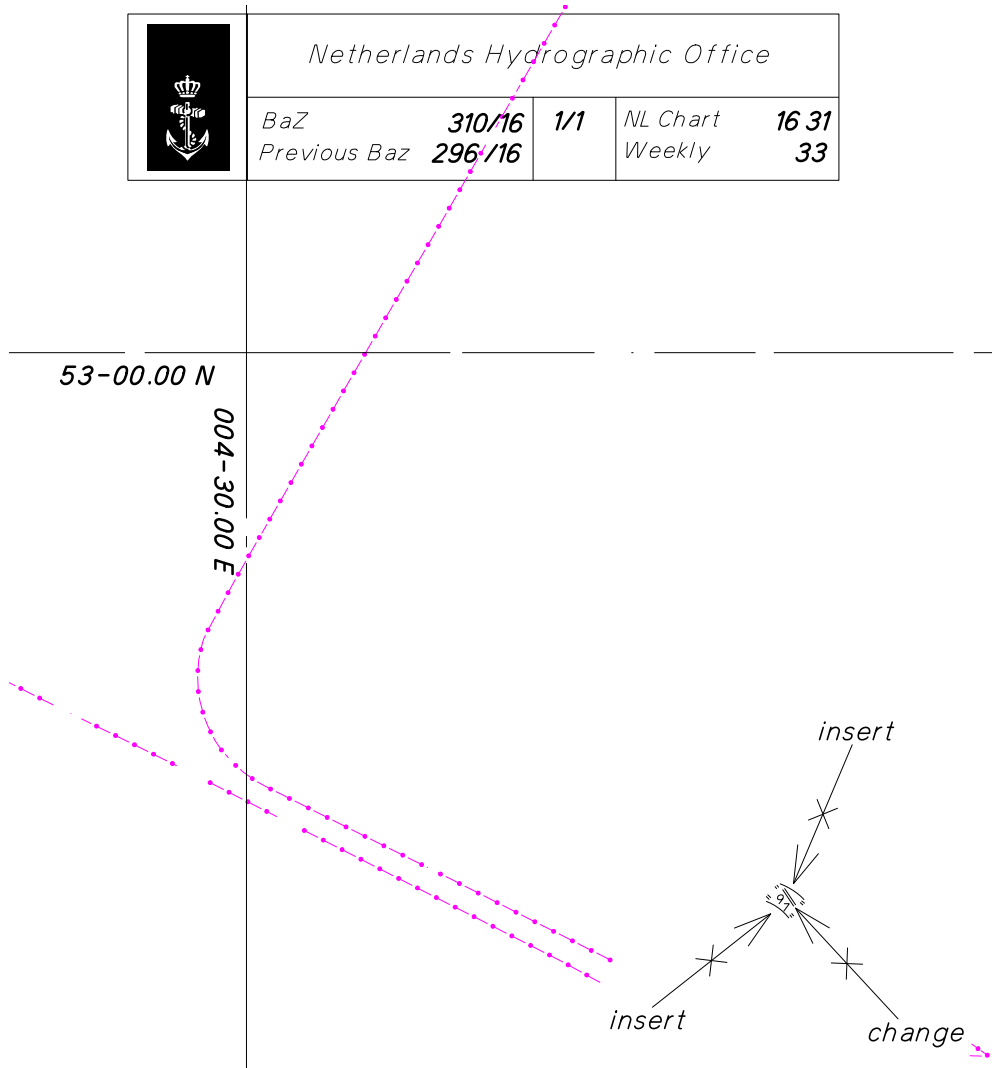 Netherlands Hydrographic Office
BaZ 310/16 1/1 NL Chart 16 31
Previous Baz 296/16 Weekly 33
53-00.00 N
004-30.00 E
insert
insert
change